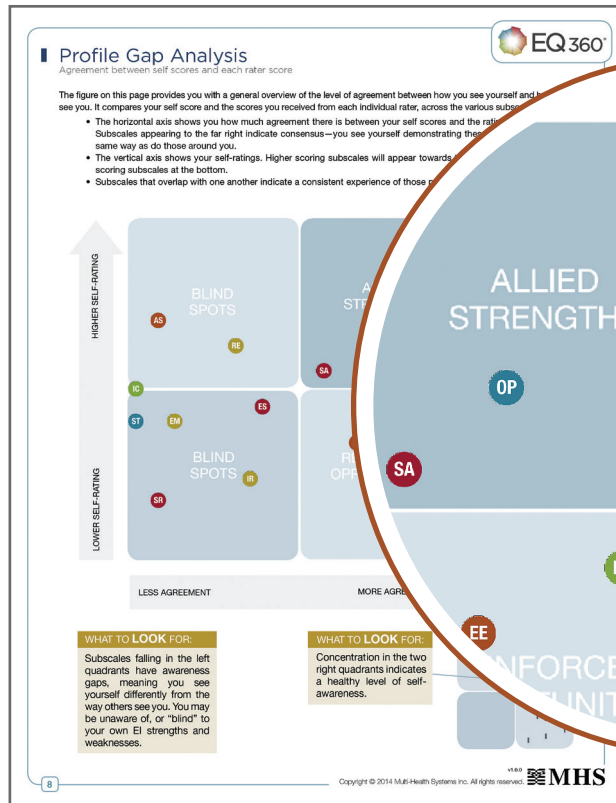 Profile Gap Analysis
Agreement between self scores and each rater score
EQ 360®
The figure on this page provides you with a general overview of the level of agreement between how you see yourself and
see you. It compares your self score and the scores you received from each individual rater, across the various
• The horizontal axis shows you how much agreement there is between your self scores and the
Subscales appearing to the far right indicate consensus—you see yourself demonstrating
same way as do those around you.
• The vertical axis shows your self-ratings. Higher scoring subscales will appear towards
scoring subscales at the bottom.
• Subscales that overlap with one another indicate a consistent experience of those
HIGHER SELF-RATING
LOWER SELF-RATING
BLIND
SPOTS
AS
RE
SA
IC
ST
EM
ES
BLIND
SPOTS
IR
SR
ALLIED
STRENGTH
OP
SA
EE
LESS AGREEMENT
WHAT TO LOOK FOR:
Subscales falling in the left
quadrants have awareness
gaps, meaning you see
yourself differently from the
way others see you. You may
be unaware of, or “blind” to
your own EI strengths and
weaknesses.
MORE
WHAT TO LOOK FOR:
Concentration in the two
right quadrants indicates
a healthy level of self-
awareness.
8
v1.0.0
Copyright © 2014 Multi-Health Systems Inc. All rights reserved.
MHS